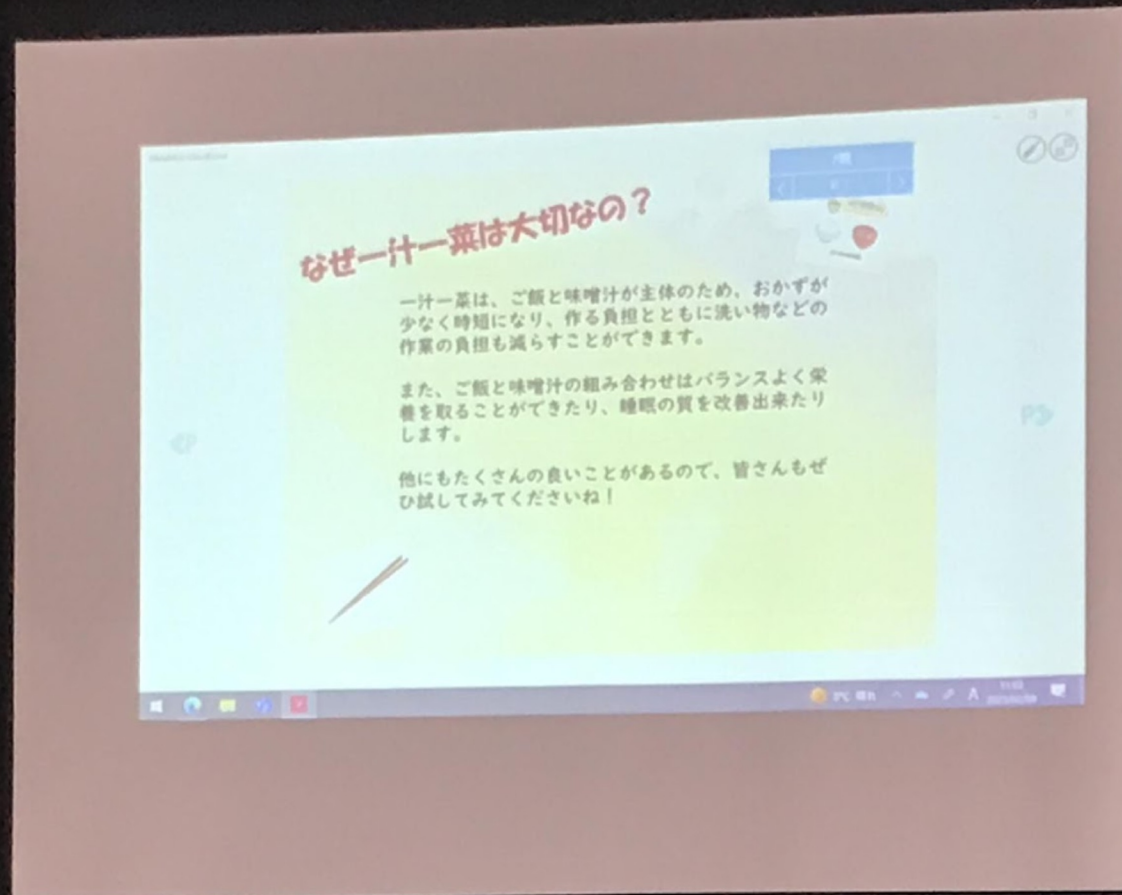 なぜ一汁一菜は大切なの？
一汁一菜は、ご飯と味噌汁が主体のため、おかずが
少なく時短になり、作る負担とともに洗い物などの
作業の負担も減らすことができます。
また、ご飯と味噌汁の組み合わせはバランスよく栄
養を取ることができたり、睡眠の質を改善出来たり
します。
他にもたくさんの良いことがあるので、皆さんもぜ
ひ試してみてくださいね！
A